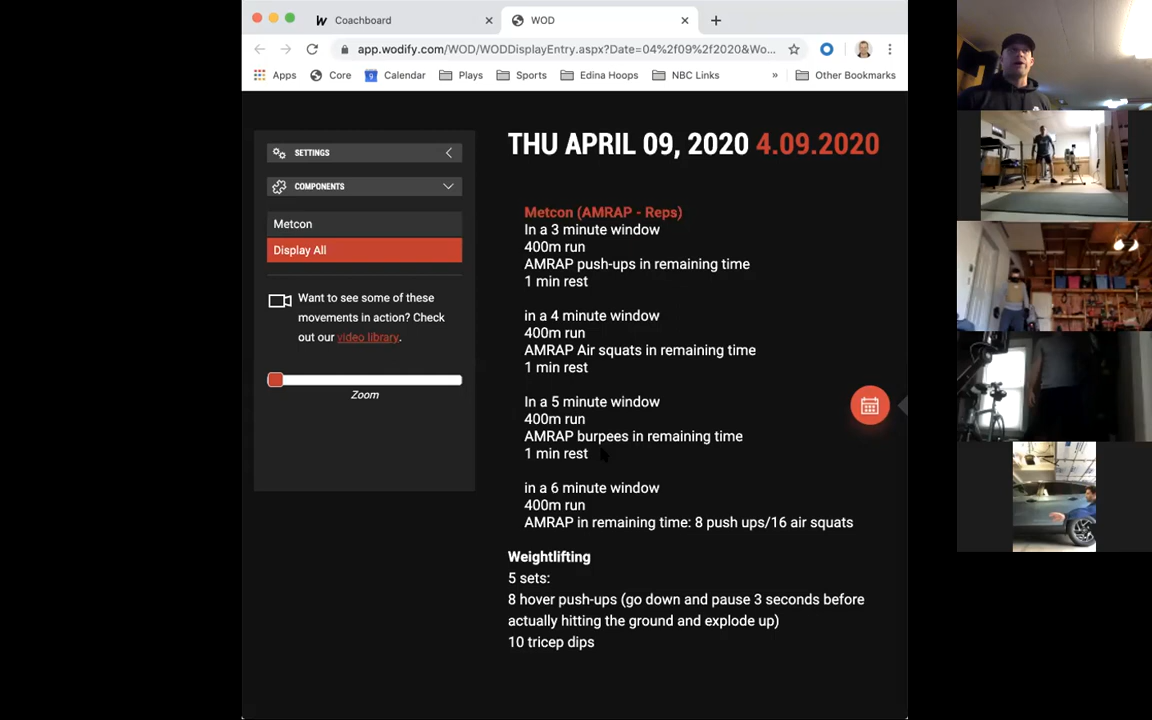 Coachboard
WOD
app.wodify.com/WOD/WODDisplayEntry.aspx?Date=04%2f09%2f2020&Wo...
Apps
Core
9
Calendar
Plays
Sports
Edina Hoops
NBC Links
»
Other Bookmarks
SETTINGS
COMPONENTS
Metcon
Display All
Want to see some of these
movements in action? Check
out our video library.
Zoom
THU APRIL 09, 2020 4.09.2020
Metcon (AMRAP - Reps)
In a 3 minute window
400m run
AMRAP push-ups in remaining time
1 min rest
in a 4 minute window
400m run
AMRAP Air squats in remaining time
1 min rest
In a 5 minute window
400m run
AMRAP burpees in remaining time
1 min rest
in a 6 minute window
400m run
AMRAP in remaining time: 8 push ups/16 air squats
Weightlifting
5 sets:
8 hover push-ups (go down and pause 3 seconds before
actually hitting the ground and explode up)
10 tricep dips